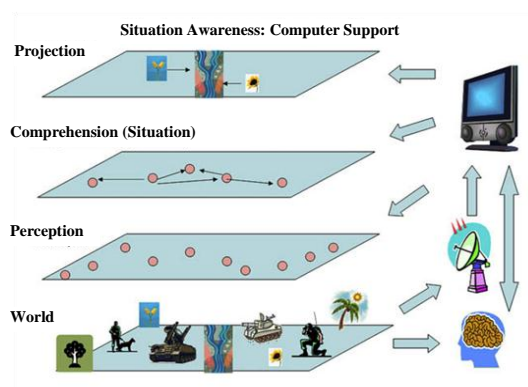 Situation Awareness: Computer Support
Projection
Comprehension (Situation)
Perception
World